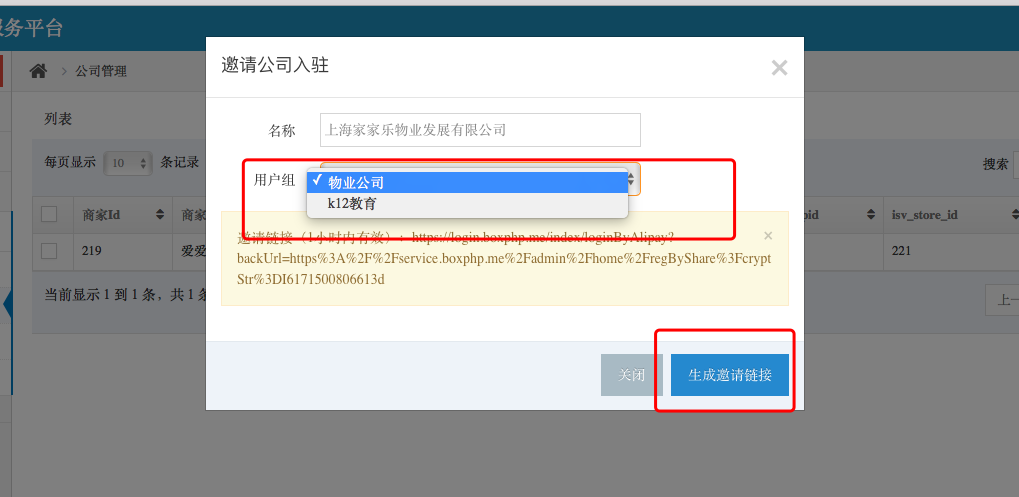 服务平台
邀请公司入驻
×
公司管理
名称 上海家家乐物业发展有限公司
列表
每页显示 10 条记录
搜索
用户组
✓ 物业公司
k12教育
商家Id
isv_store_id
邀请链接（1小时内有效）：https://login.boxphp.me/index/loginByAlipay?
backUrl=https%3A%2F%2Fservice.boxphp.me%2Fadmin%2Fhome%2FregByShare%3Fcrypt
Str%3DI6171500806613d
×
219 爱爱
221
当前显示 1 到 1 条，共 1 条
上一
关闭
生成邀请链接